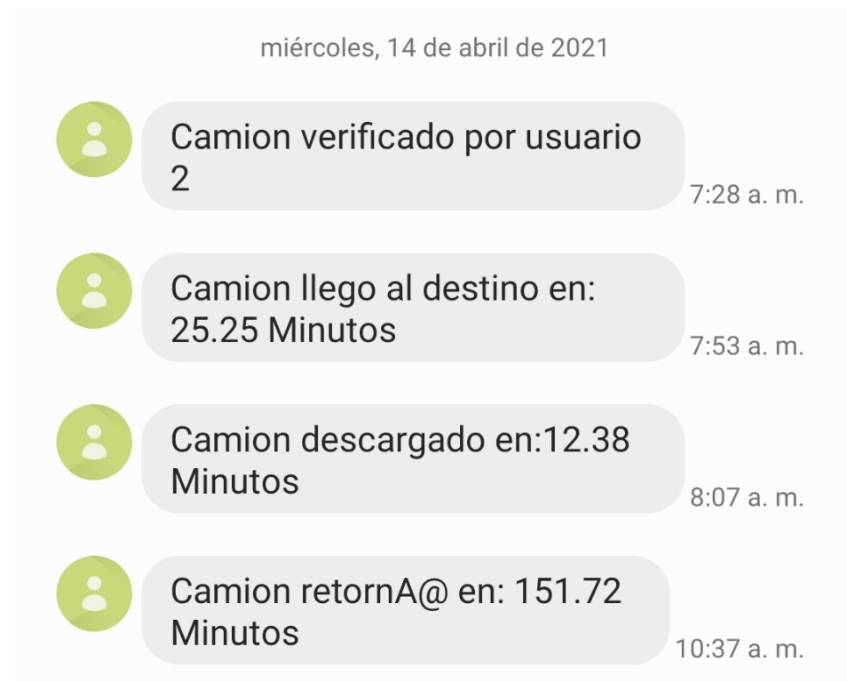 miércoles, 14 de abril de 2021
Camion verificado por usuario
2
7:28 a. m.
Camion llego al destino en:
25.25 Minutos
7:53 a. m.
Camion descargado en:12.38
Minutos
8:07 a. m.
Camion retornA@ en: 151.72
Minutos
10:37 a. m.